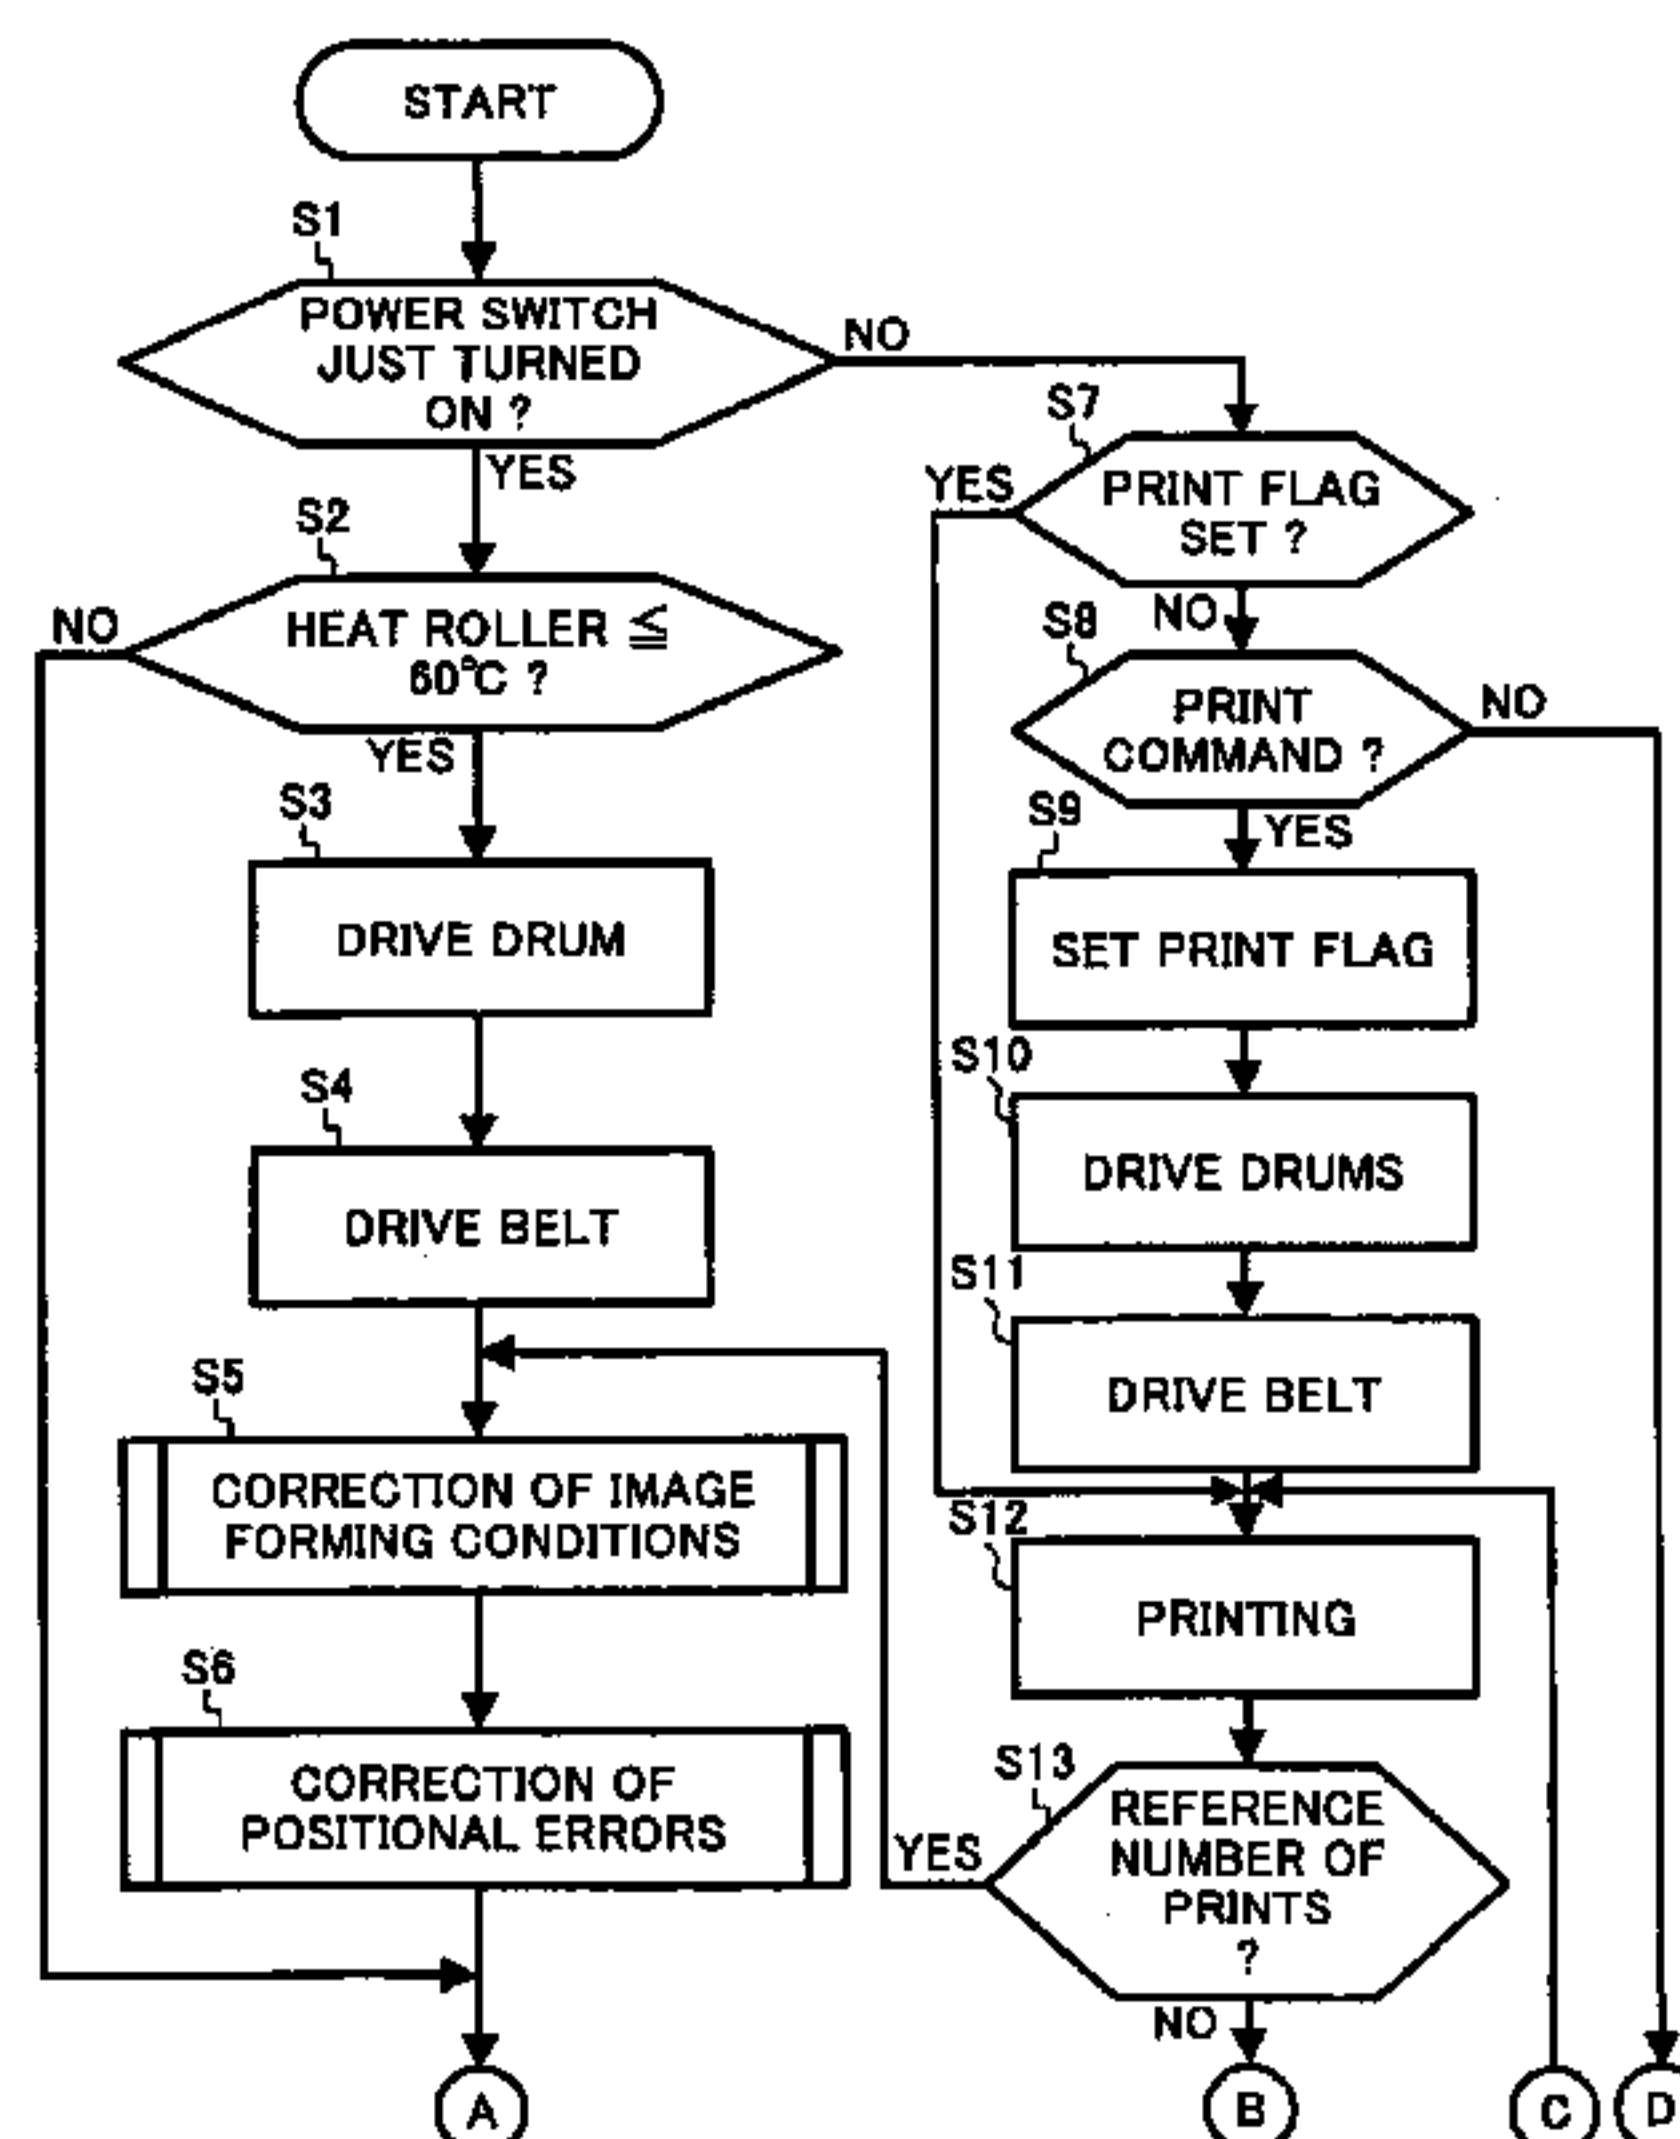 START
S1
POWER SWITCH
JUST TURNED
ON ?
NO
YES
S2
HEAT ROLLER ≦
60℃ ?
NO
YES
S3
DRIVE DRUM
S4
DRIVE BELT
S5
CORRECTION OF IMAGE
FORMING CONDITIONS
S6
CORRECTION OF
POSITIONAL ERRORS
A
S7
PRINT FLAG
SET ?
YES
NO
S8
PRINT
COMMAND ?
NO
YES
S9
SET PRINT FLAG
S10
DRIVE DRUMS
S11
DRIVE BELT
S12
PRINTING
S13
REFERENCE
NUMBER OF
PRINTS
?
YES
NO
B
C
D